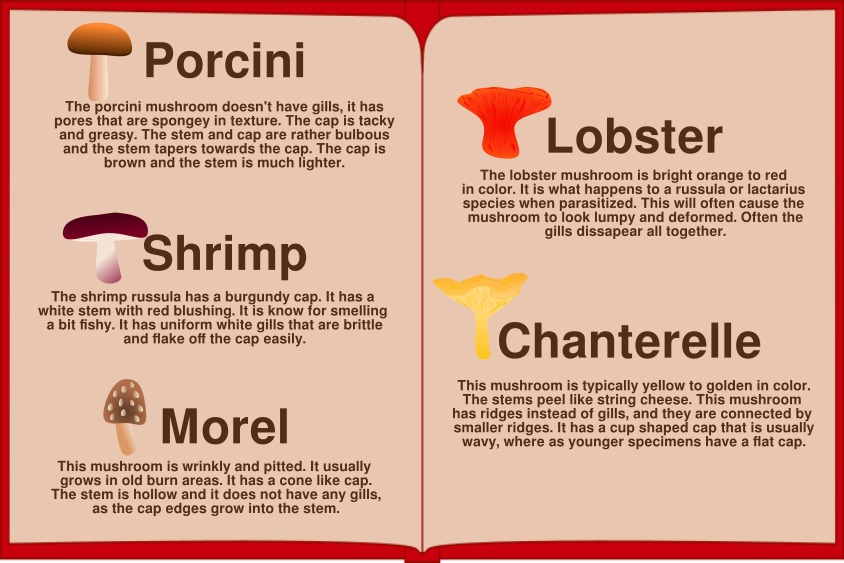 Porcini
The porcini mushroom doesn't have gills, it has
pores that are spongey in texture. The cap is tacky
and greasy. The stem and cap are rather bulbous
and the stem tapers towards the cap. The cap is
brown and the stem is much lighter.
Shrimp
The shrimp russula has a burgundy cap. It has a
white stem with red blushing. It is know for smelling
a bit fishy. It has uniform white gills that are brittle
and flake off the cap easily.
Morel
This mushroom is wrinkly and pitted. It usually
grows in old burn areas. It has a cone like cap.
The stem is hollow and it does not have any gills,
as the cap edges grow into the stem.
Lobster
The lobster mushroom is bright orange to red
in color. It is what happens to a russula or lactarius
species when parasitized. This will often cause the
mushroom to look lumpy and deformed. Often the
gills dissapear all together.
Chanterelle
This mushroom is typically yellow to golden in color.
The stems peel like string cheese. This mushroom
has ridges instead of gills, and they are connected by
smaller ridges. It has a cup shaped cap that is usually
wavy, where as younger specimens have a flat cap.